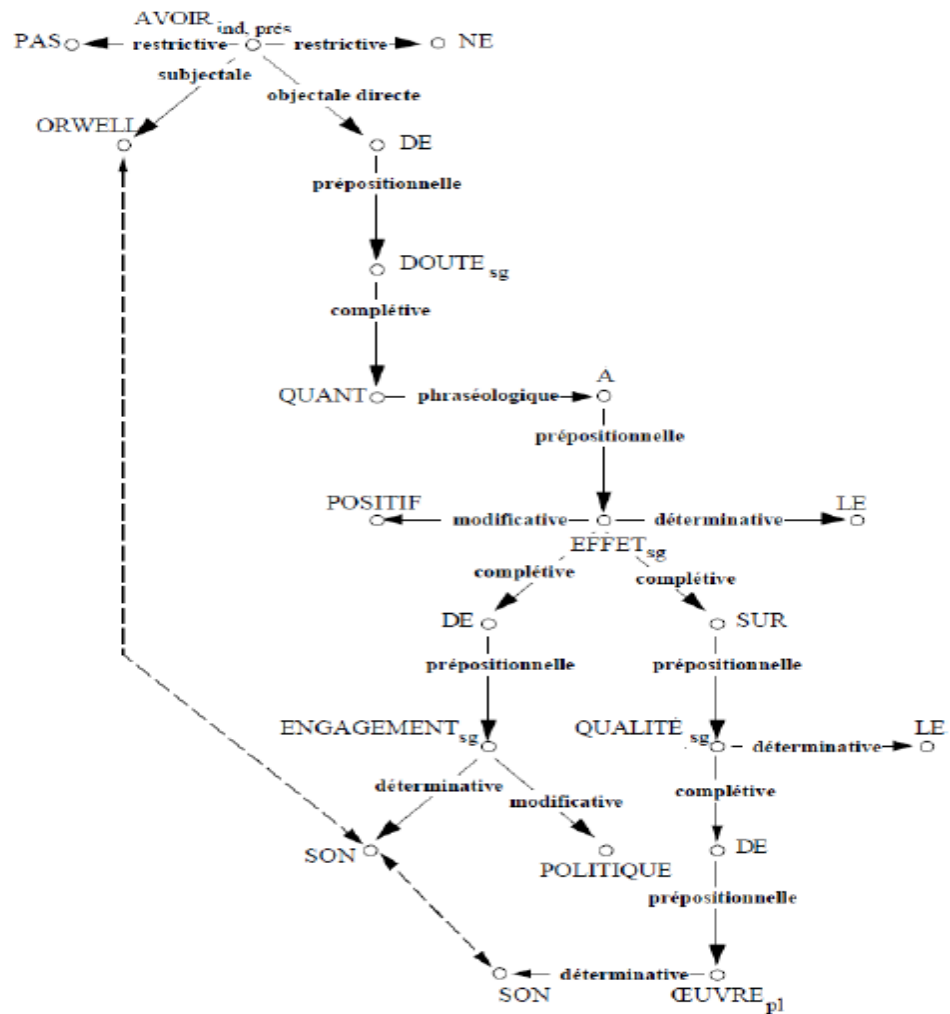 AVOIR ind, prés
PAS restrictive restrictive NE
subjectale
objectale directe
ORWELL
DE
prépositionnelle
DOUTE sg
complétive
A
QUANT phraséologique
prépositionnelle
POSITIF LE
modificative déterminative
EFFET sg
complétive complétive
DE SUR
prépositionnelle prépositionnelle
ENGAGEMENT sg QUALITÉ sg LE
déterminative
déterminative complétive
modificative
SON DE
POLITIQUE
prépositionnelle
déterminative
SON ŒUVRE pl